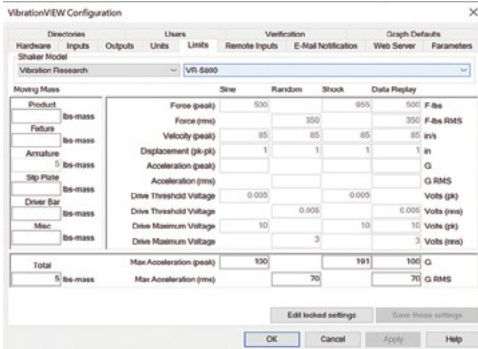 VibrationVIEW Configuration
Directories Users Verification Graph Defaults
Hardware Inputs Outputs Units Limits Remote Inputs E-Mail Notification Web Server Parameters
Shaker Model
Vibration Research VR-5800
Moving Mass Sine Random Shock Data Replay
Product Force (peak) 500 955 500 F-lbs
lbs-mass Force (rms) 350 350 F-lbs RMS
Fixture Velocity (peak) 85 85 85 85 in/s
lbs-mass Displacement (pk-pk) 1 1 1 1 in
Armature Acceleration (peak) G
5 lbs-mass Acceleration (rms) G RMS
Slip Plate Drive Threshold Voltage 0.005 0.005 Volts (pk)
lbs-mass Drive Threshold Voltage 0.005 0.005 Volts (rms)
Driver Bar
lbs-mass Drive Maximum Voltage 10 10 10 Volts (pk)
Misc Drive Maximum Voltage 3 3 Volts (rms)
lbs-mass
Total Max Acceleration (peak) 100 191 100 G
5 lbs-mass Max Acceleration (rms) 70 70 G RMS
Edit locked settings Save these settings
OK Cancel Apply Help